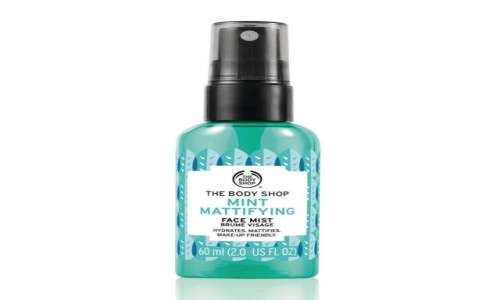 THE
BODY
SHOP
THE BODY SHOP
MINT
MATTIFYING
FACE MIST
BRUME VISAGE
HYDRATES, MATTIFIES,
MAKE-UP FRIENDLY.
60 ml (2.0 US FL OZ)